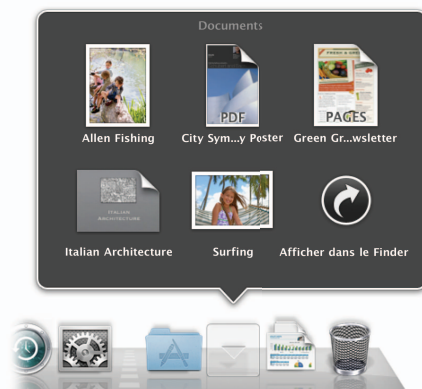 Documents
PDF
PAGES
Allen Fishing
City Sym...y Poster
Green Gr...wsletter
ITALIAN
ARCHITECTURE
Italian Architecture
Surfing
Afficher dans le Finder